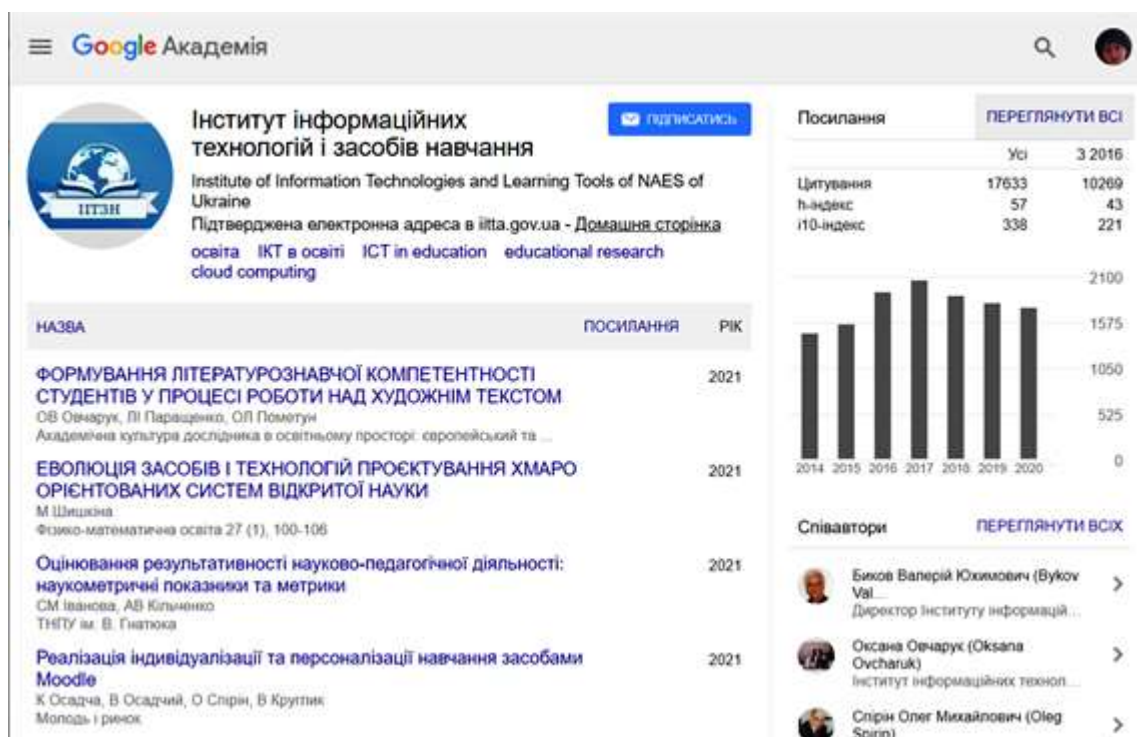 Google Академія
ІІТЗН
Інститут інформаційних
технологій і засобів навчання
ПІДПИСАТИСЬ
Institute of Information Technologies and Learning Tools of NAES of
Ukraine
Підтверджена електронна адреса в iitta.gov.ua - Домашня сторінка
освіта ІКТ в освіті ICT in education educational research
cloud computing
НАЗВА ПОСИЛАННЯ РІК
ФОРМУВАННЯ ЛІТЕРАТУРОЗНАВЧОЇ КОМПЕТЕНТНОСТІ 2021
СТУДЕНТІВ У ПРОЦЕСІ РОБОТИ НАД ХУДОЖНІМ ТЕКСТОМ
ОВ Овчарук, ЛІ Паращенко, ОЛ Пометун
Академічна культура дослідника в освітньому просторі: європейський та ...
ЕВОЛЮЦІЯ ЗАСОБІВ І ТЕХНОЛОГІЙ ПРОЄКТУВАННЯ ХМАРО 2021
ОРІЄНТОВАНИХ СИСТЕМ ВІДКРИТОЇ НАУКИ
М Шишкіна
Фізико-математична освіта 27 (1), 100-106
Оцінювання результативності науково-педагогічної діяльності: 2021
наукометричні показники та метрики
СМ Іванова, АВ Кільченко
ТНПУ ім. В. Гнатюка
Реалізація індивідуалізації та персоналізації навчання засобами 2021
Moodle
К Осадча, В Осадчий, О Спірін, В Круглик
Молодь і ринок
Посилання ПЕРЕГЛЯНУТИ ВСІ
Усі З 2016
Цитування 17633 10269
h-індекс 57 43
i10-індекс 338 221
2100
1575
1050
525
0
2014 2015 2016 2017 2018 2019 2020
Співавтори ПЕРЕГЛЯНУТИ ВСІХ
Биков Валерій Юхимович (Bykov
Val...
Директор Інституту інформацій...
Оксана Овчарук (Oksana
Ovcharuk)
Інститут інформаційних технол...
Спірін Олег Михайлович (Oleg
Spirin)